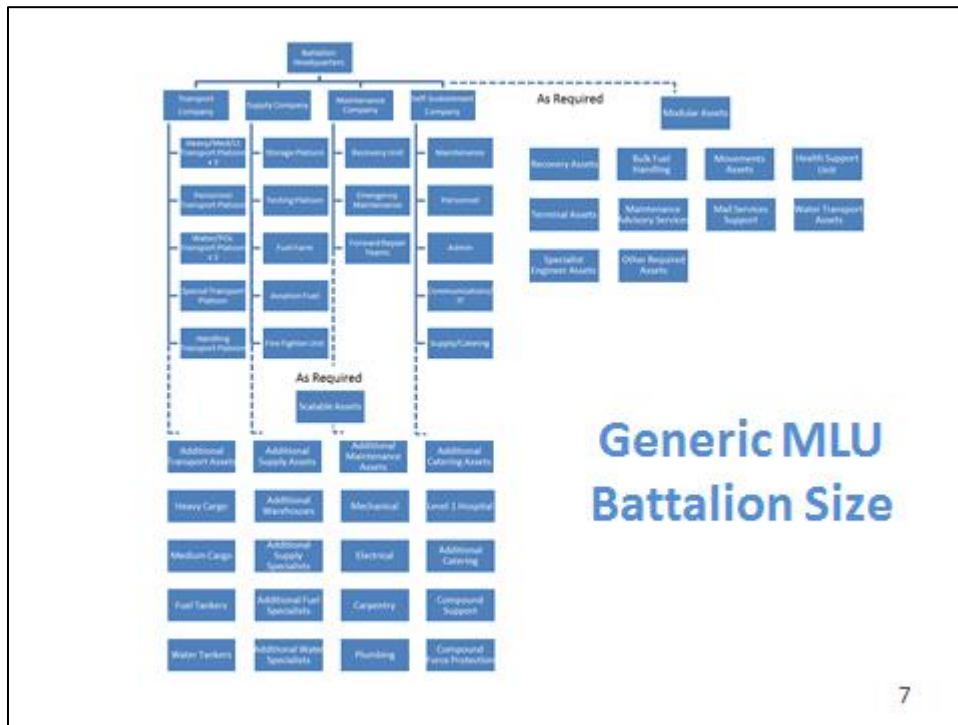 Battalion
Headquarters
Transport
Company
Supply Company
Maintenance
Company
Self Sustainment
Company
As Required
Modular Assets
Heavy/Med/Lt
Transport Platoon
x 3
Personnel
Transport Platoon
Water/POL
Transport Platoon
x 2
Special Transport
Platoon
Handling
Transport Platoon
Storage Platoon
Testing Platoon
Fuel Farm
Aviation Fuel
Fire Fighter Unit
Recovery Unit
Emergency
Maintenance
Forward Repair
Teams
Maintenance
Personnel
Admin
Communications/
IT
Supply/Catering
Recovery Assets
Bulk Fuel
Handling
Movements
Assets
Health Support
Unit
Terminal Assets
Maintenance
Advisory Services
Mail Services
Support
Water Transport
Assets
Specialist
Engineer Assets
Other Required
Assets
As Required
Scalable Assets
Additional
Transport Assets
Heavy Cargo
Medium Cargo
Fuel Tankers
Water Tankers
Additional
Supply Assets
Additional
Warehouses
Additional
Supply
Specialists
Additional Fuel
Specialists
Additional Water
Specialists
Additional
Maintenance
Assets
Mechanical
Electrical
Carpentry
Plumbing
Additional
Catering Assets
Level 1 Hospital
Additional
Catering
Compound
Support
Compound
Force Protection
Generic MLU
Battalion Size
7